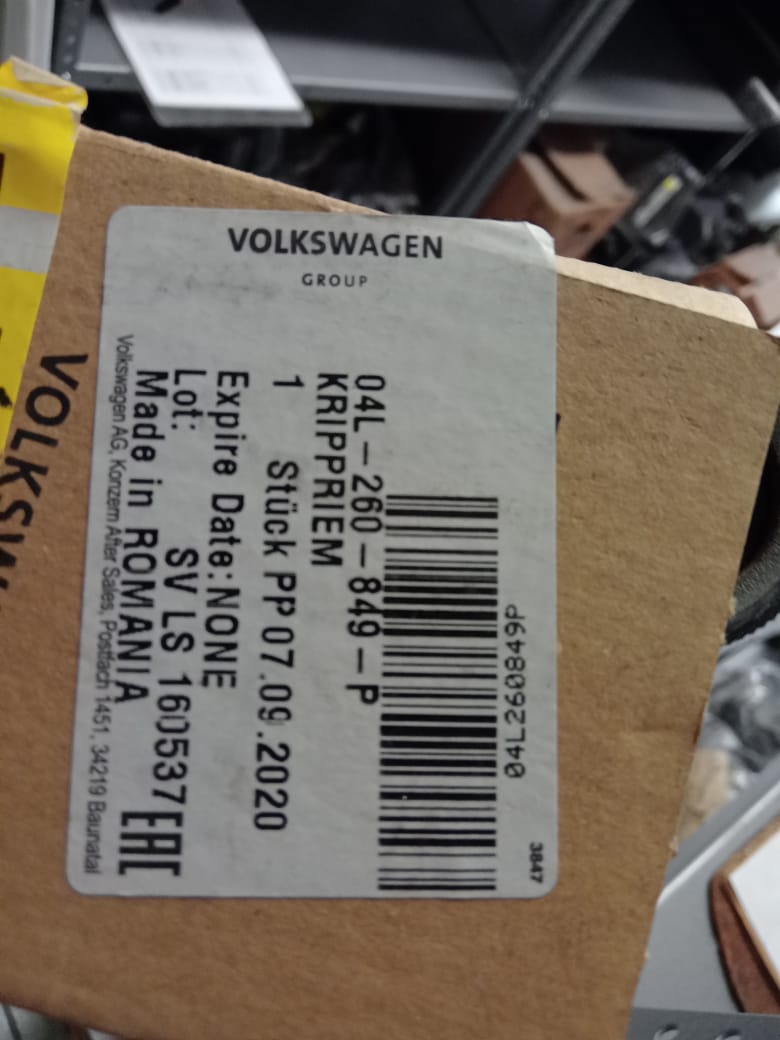 VOLKSWAGEN
GROUP
04L-260-849-P
KRIPPRIEM
1 Stück PP 07.09.2020
Expire Date:NONE
Lot: SV LS 160537
Made in ROMANIA
EAC
Volkswagen AG, Konzern After Sales, Postfach 1451, 34219 Baunatal
04L260849P
3847